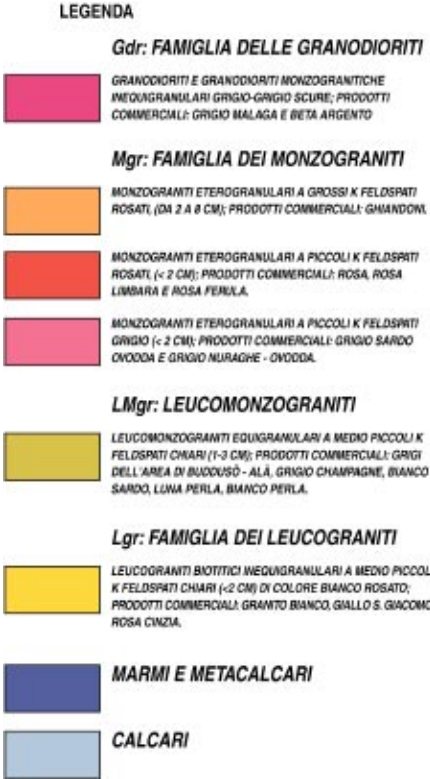 LEGENDA
Gdr: FAMIGLIA DELLE GRANODIORITI
GRANODIORITI E GRANODIORITI MONZOGRANITICHE
INEQUIGRANULARI GRIGIO-GRIGIO SCURE; PRODOTTI
COMMERCIALI: GRIGIO MALAGA E BETA ARGENTO
Mgr: FAMIGLIA DEI MONZOGRANITI
MONZOGRANITI ETEROGRANULARI A GROSSI K FELDSPATI
ROSATI, (DA 2 A 8 CM); PRODOTTI COMMERCIALI: GHIANDONI.
MONZOGRANITI ETEROGRANULARI A PICCOLI K FELDSPATI
ROSATI, (< 2 CM); PRODOTTI COMMERCIALI: ROSA, ROSA
LIMBARA E ROSA FERULA.
MONZOGRANITI ETEROGRANULARI A PICCOLI K FELDSPATI
GRIGIO (< 2 CM); PRODOTTI COMMERCIALI: GRIGIO SARDO
OVODDA E GRIGIO NURAGHE - OVODDA.
LMgr: LEUCOMONZOGRANITI
LEUCOMONZOGRANITI EQUIGRANULARI A MEDIO PICCOLI K
FELDSPATI CHIARI (1-3 CM); PRODOTTI COMMERCIALI: GRIGI
DELL'AREA DI BUDDUSÒ - ALÀ, GRIGIO CHAMPAGNE, BIANCO
SARDO, LUNA PERLA, BIANCO PERLA.
Lgr: FAMIGLIA DEI LEUCOGRANITI
LEUCOGRANITI BIOTITICI INEQUIGRANULARI A MEDIO PICCOL
K FELDSPATI CHIARI (<2 CM) DI COLORE BIANCO ROSATO;
PRODOTTI COMMERCIALI: GRANITO BIANCO, GIALLO S. GIACOMO
ROSA CINZIA.
MARMI E METACALCARI
CALCARI